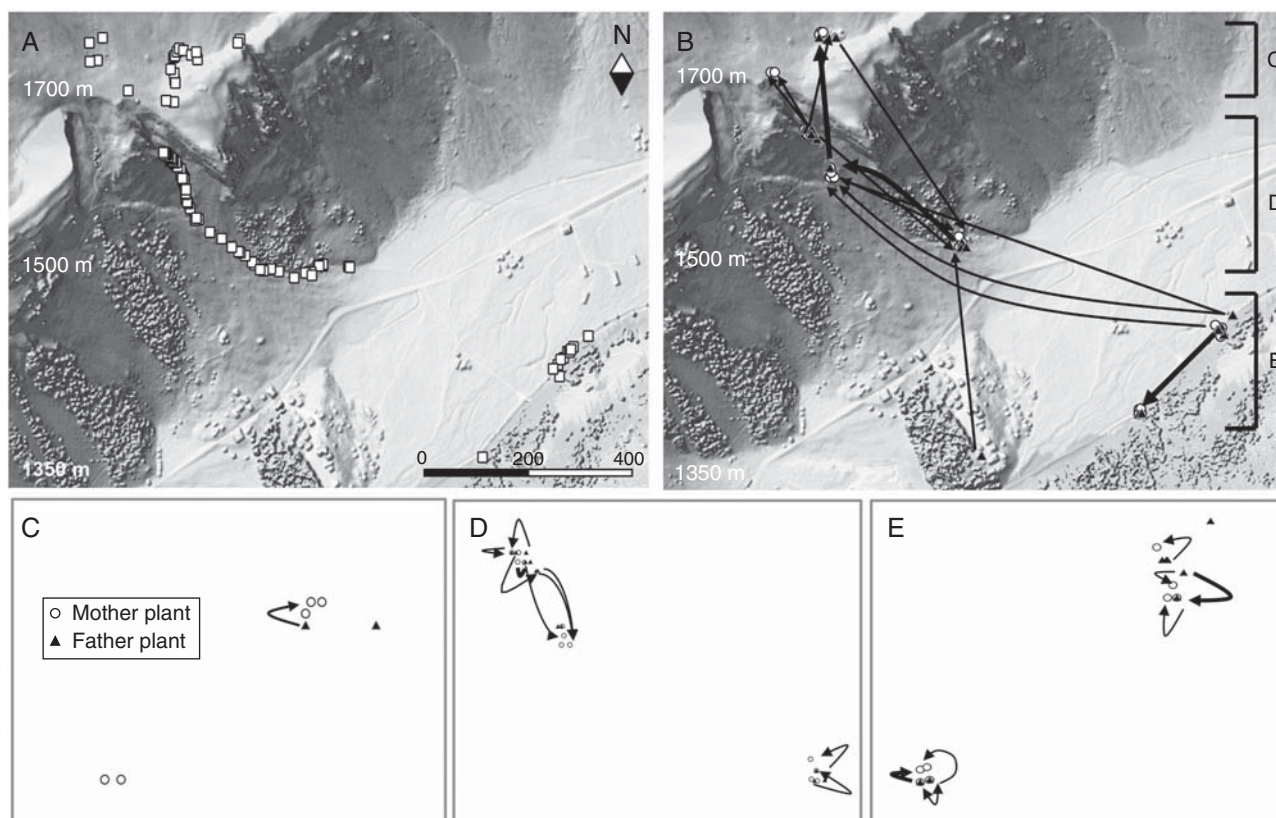 A
N
1700 m
1500 m
1350 m
0 200 400
B
1700 m
1500 m
1350 m
C
D
E
C
Mother plant
Father plant
D
E